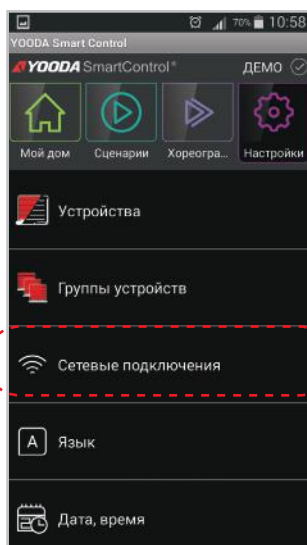 70% 10:58
YOODA Smart Control
YOODA SmartControl® ДЕМО
Мой дом Сценарии Хореогра... Настройки
Устройства
Группы устройств
Сетевые подключения
A Язык
Дата, время